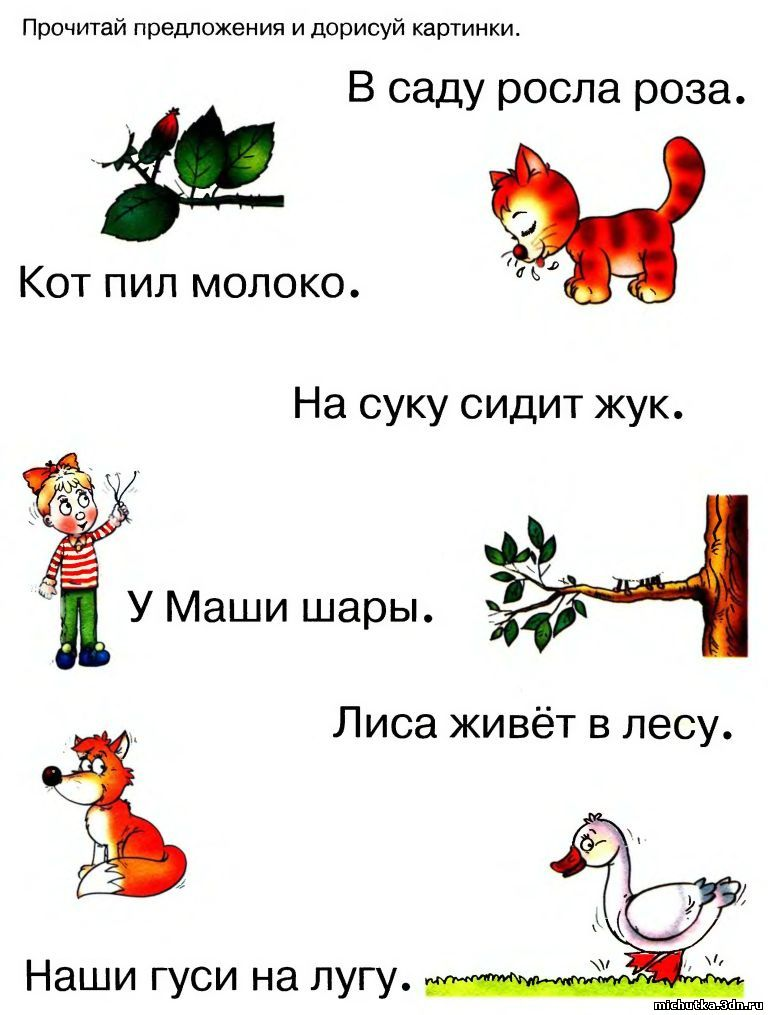 Прочитай предложения и дорисуй картинки.
В саду росла роза.
Кот пил молоко.
На суку сидит жук.
У Маши шары.
Лиса живёт в лесу.
Наши гуси на лугу.
michutka.3dn.ru